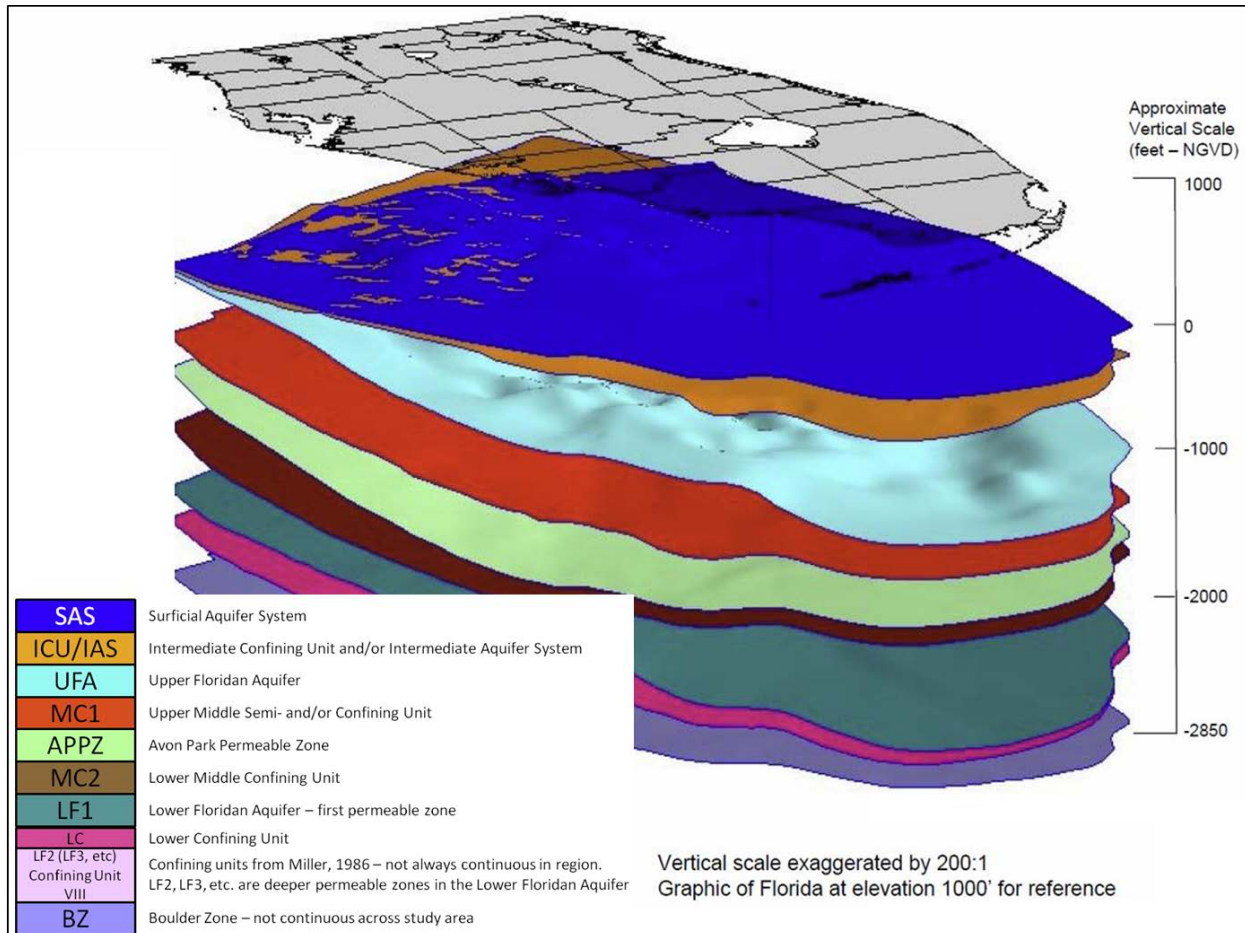 Approximate
Vertical Scale
(feet – NGVD)
1000
0
-1000
-2000
-2850
SAS Surficial Aquifer System
ICU/IAS Intermediate Confining Unit and/or Intermediate Aquifer System
UFA Upper Floridan Aquifer
MC1 Upper Middle Semi- and/or Confining Unit
APPZ Avon Park Permeable Zone
MC2 Lower Middle Confining Unit
LF1 Lower Floridan Aquifer – first permeable zone
LC Lower Confining Unit
LF2 (LF3, etc)
Confining Unit
VIII
Confining units from Miller, 1986 – not always continuous in region.
LF2, LF3, etc. are deeper permeable zones in the Lower Floridan Aquifer
BZ Boulder Zone – not continuous across study area
Vertical scale exaggerated by 200:1
Graphic of Florida at elevation 1000' for reference